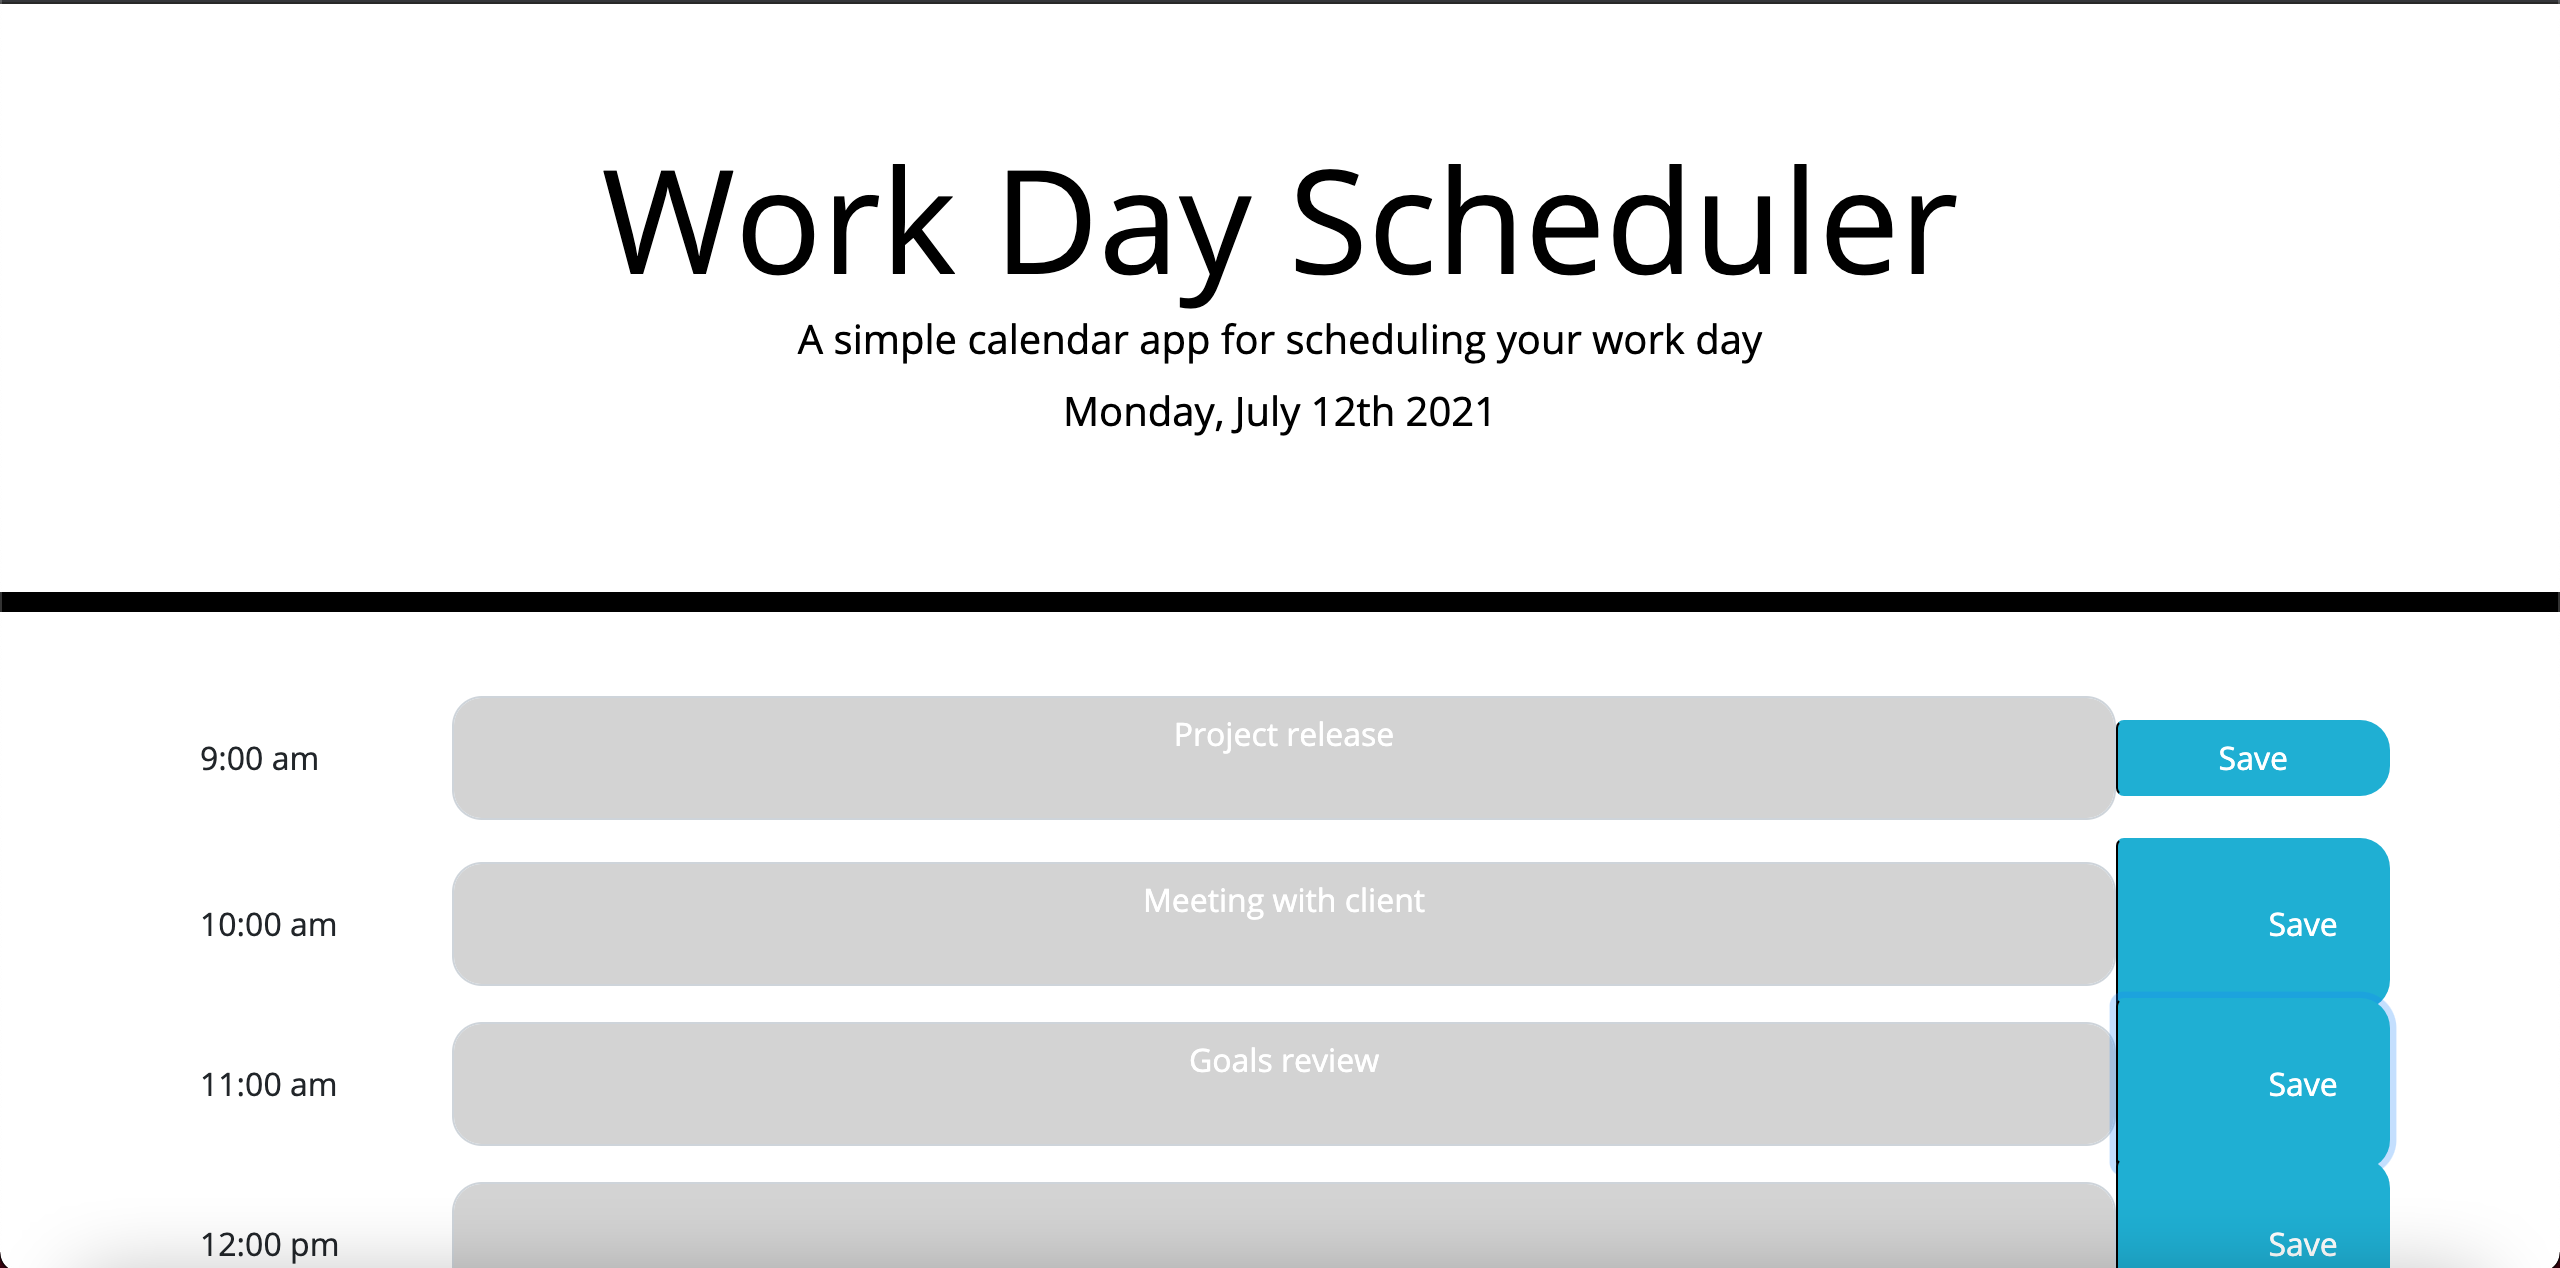 Work Day Scheduler
A simple calendar app for scheduling your work day
Monday, July 12th 2021
9:00 am
Project release
Save
10:00 am
Meeting with client
Save
11:00 am
Goals review
Save
12:00 pm
Save